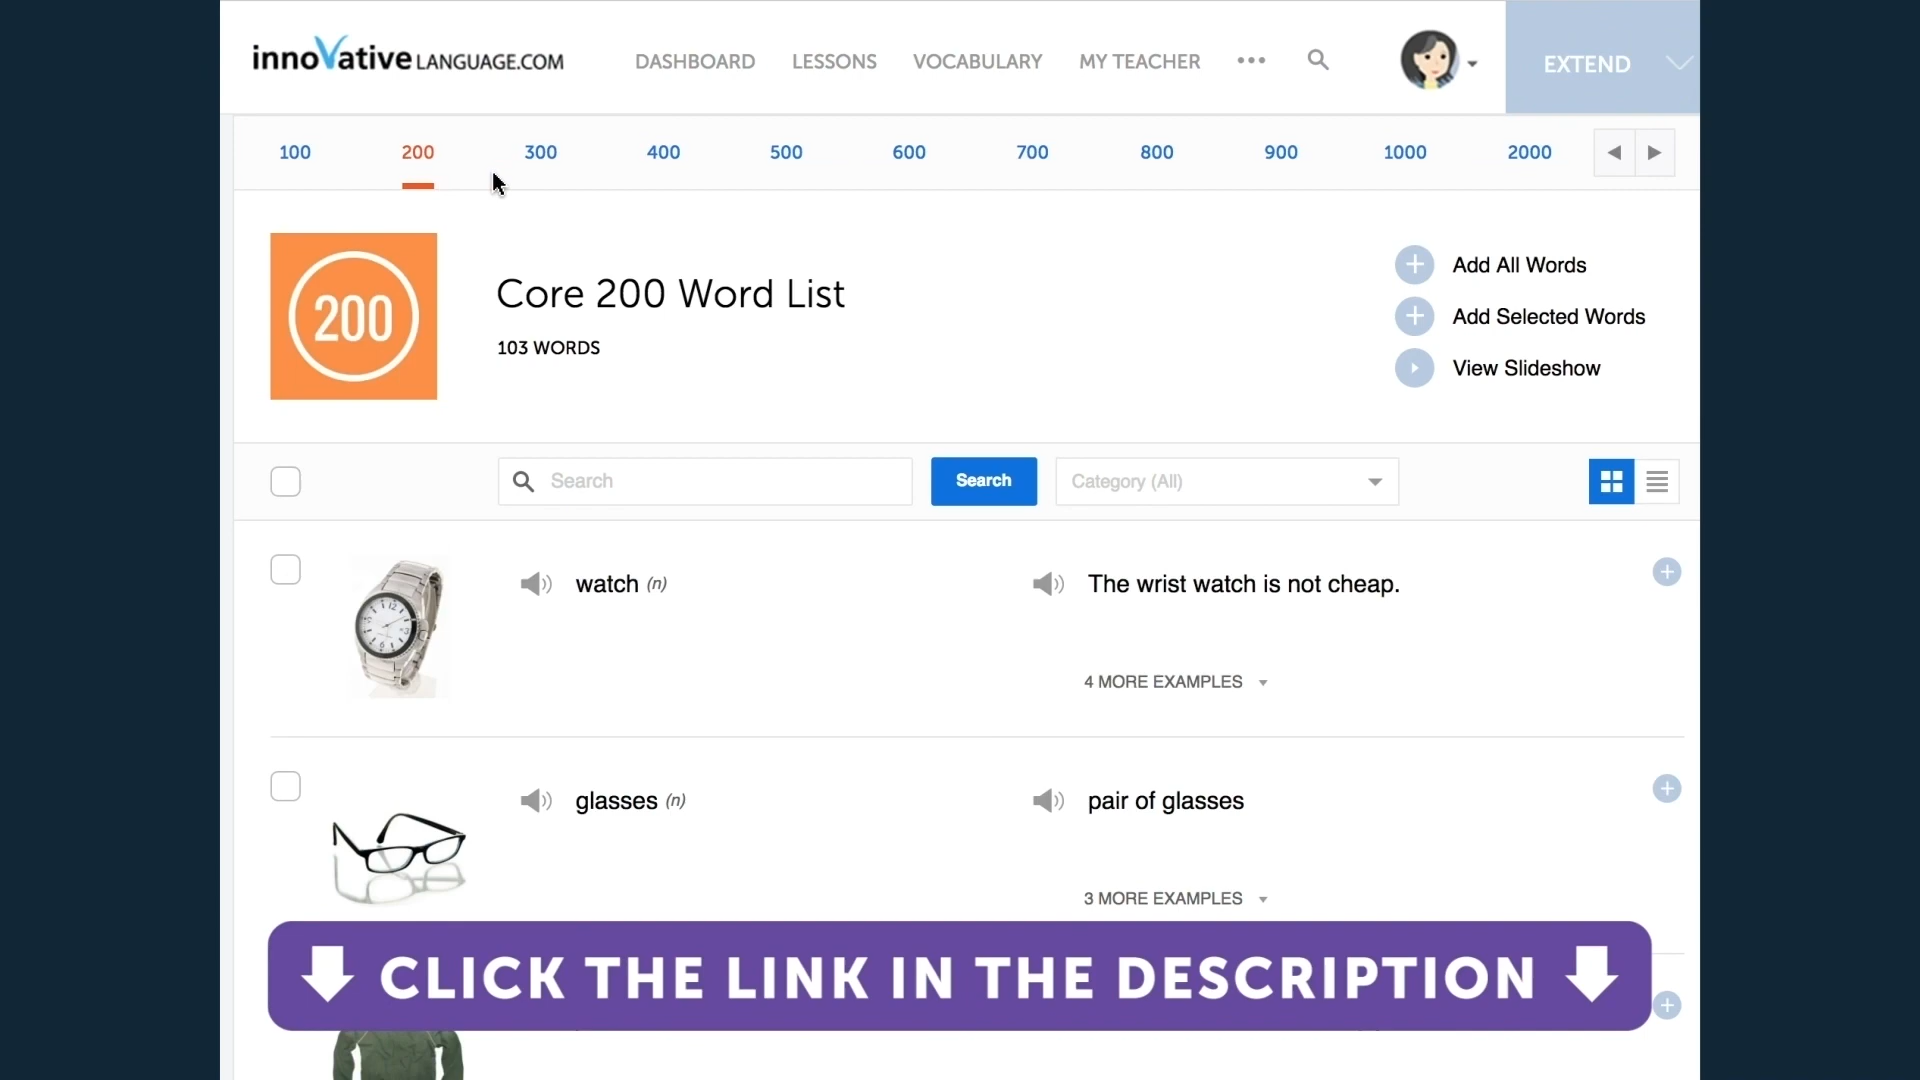 innoVative LANGUAGE.COM
DASHBOARD
LESSONS
VOCABULARY
MY TEACHER
EXTEND
100
200
300
400
500
600
700
800
900
1000
2000
200
Core 200 Word List
103 WORDS
Add All Words
Add Selected Words
View Slideshow
Search
Search
Category (All)
watch (n)
The wrist watch is not cheap.
4 MORE EXAMPLES
glasses (n)
pair of glasses
3 MORE EXAMPLES
CLICK THE LINK IN THE DESCRIPTION